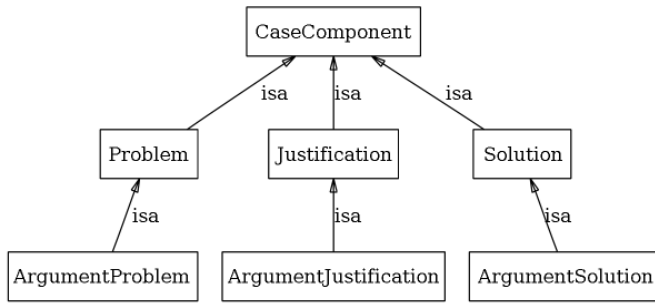 CaseComponent
isa isa isa
Problem Justification Solution
isa isa isa
ArgumentProblem ArgumentJustification ArgumentSolution